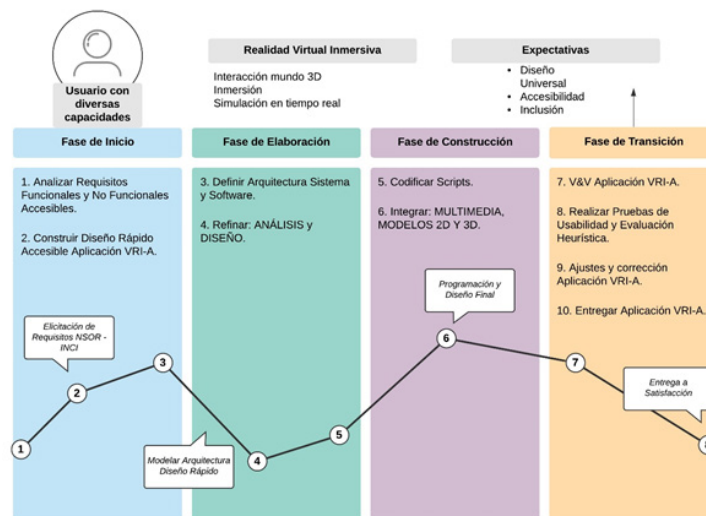 Usuario con
diversas
capacidades
Realidad Virtual Inmersiva
Interacción mundo 3D
Inmersión
Simulación en tiempo real
Expectativas
• Diseño
Universal
• Accesibilidad
• Inclusión
Fase de Inicio
1. Analizar Requisitos
Funcionales y No Funcionales
Accesibles.
2. Construir Diseño Rápido
Accesible Aplicación VRI-A.
Elicitación de
Requisitos NSOR -
INCI
1
2
3
Fase de Elaboración
3. Definir Arquitectura Sistema
y Software.
4. Refinar: ANÁLISIS y
DISEÑO.
Modelar Arquitectura
Diseño Rápido
4
5
Fase de Construcción
5. Codificar Scripts.
6. Integrar: MULTIMEDIA,
MODELOS 2D Y 3D.
Programación y
Diseño Final
6
Fase de Transición
7. V&V Aplicación VRI-A.
8. Realizar Pruebas de
Usabilidad y Evaluación
Heurística.
9. Ajustes y corrección
Aplicación VRI-A.
10. Entregar Aplicación VRI-A.
7
Entrega a
Satisfacción